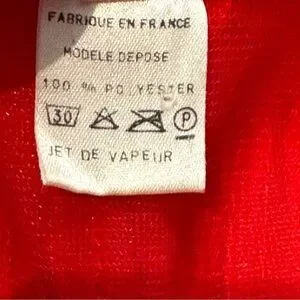 FABRIQUE EN FRANCE
MODELE DEPOSE
100 % POLYESTER
30 P
JET DE VAPEUR